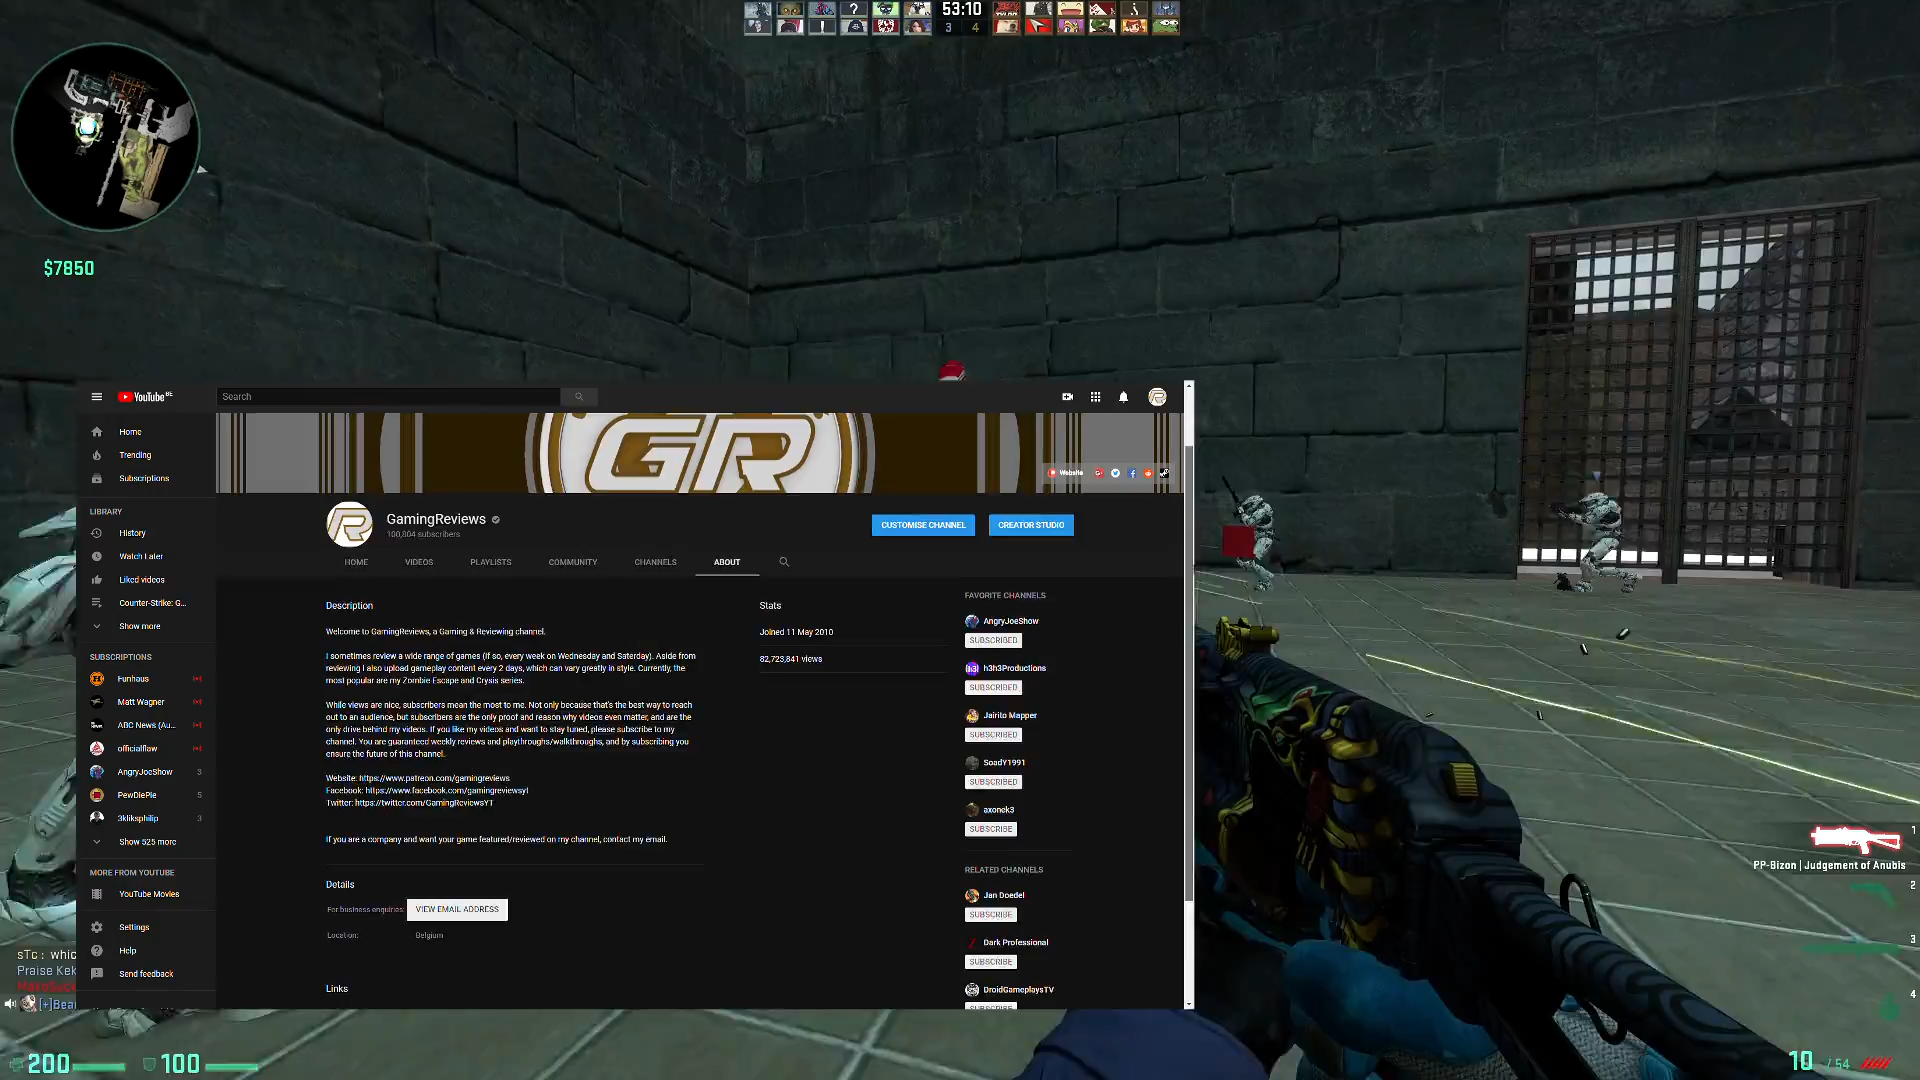 53:10
3 4
$7850
YouTube BE
Search
Home
Trending
Subscriptions
LIBRARY
History
Watch Later
Liked videos
Counter-Strike: G...
Show more
SUBSCRIPTIONS
Funhaus
Matt Wagner
ABC News (Au...
officialflaw
AngryJoeShow 3
PewDiePie 5
3kliksphilip 3
Show 525 more
MORE FROM YOUTUBE
YouTube Movies
Settings
Help
Send feedback
GR
Website
GamingReviews
100,804 subscribers
CUSTOMISE CHANNEL
CREATOR STUDIO
HOME VIDEOS PLAYLISTS COMMUNITY CHANNELS ABOUT
Description
Welcome to GamingReviews, a Gaming & Reviewing channel.
I sometimes review a wide range of games (if so, every week on Wednesday and Saterday). Aside from
reviewing I also upload gameplay content every 2 days, which can vary greatly in style. Currently, the
most popular are my Zombie Escape and Crysis series.
While views are nice, subscribers mean the most to me. Not only because that's the best way to reach
out to an audience, but subscribers are the only proof and reason why videos even matter, and are the
only drive behind my videos. If you like my videos and want to stay tuned, please subscribe to my
channel. You are guaranteed weekly reviews and playthroughs/walkthroughs, and by subscribing you
ensure the future of this channel.
Website: https://www.patreon.com/gamingreviews
Facebook: https://www.facebook.com/gamingreviewsyt
Twitter: https://twitter.com/GamingReviewsYT
If you are a company and want your game featured/reviewed on my channel, contact my email.
Details
For business enquiries: VIEW EMAIL ADDRESS
Location: Belgium
Links
Stats
Joined 11 May 2010
82,723,841 views
FAVORITE CHANNELS
AngryJoeShow
SUBSCRIBED
h3h3Productions
SUBSCRIBED
Jairito Mapper
SUBSCRIBED
SoadY1991
SUBSCRIBED
axonek3
SUBSCRIBE
RELATED CHANNELS
Jan Doedel
SUBSCRIBE
Dark Professional
SUBSCRIBE
DroidGameplaysTV
SUBSCRIBE
1
PP-Bizon | Judgement of Anubis
2
3
4
sTc : whic
Praise Kek
[+]Bea
200 100
10 / 54